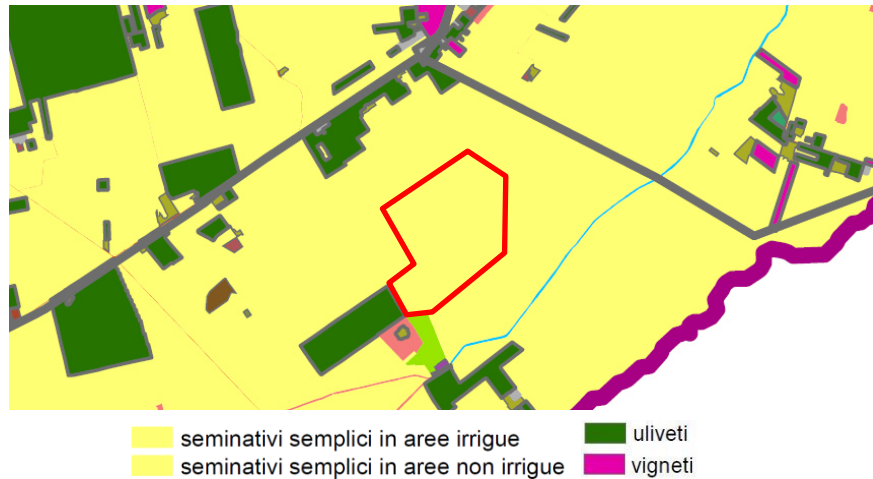 seminativi semplici in aree irrigue
uliveti
seminativi semplici in aree non irrigue
vigneti